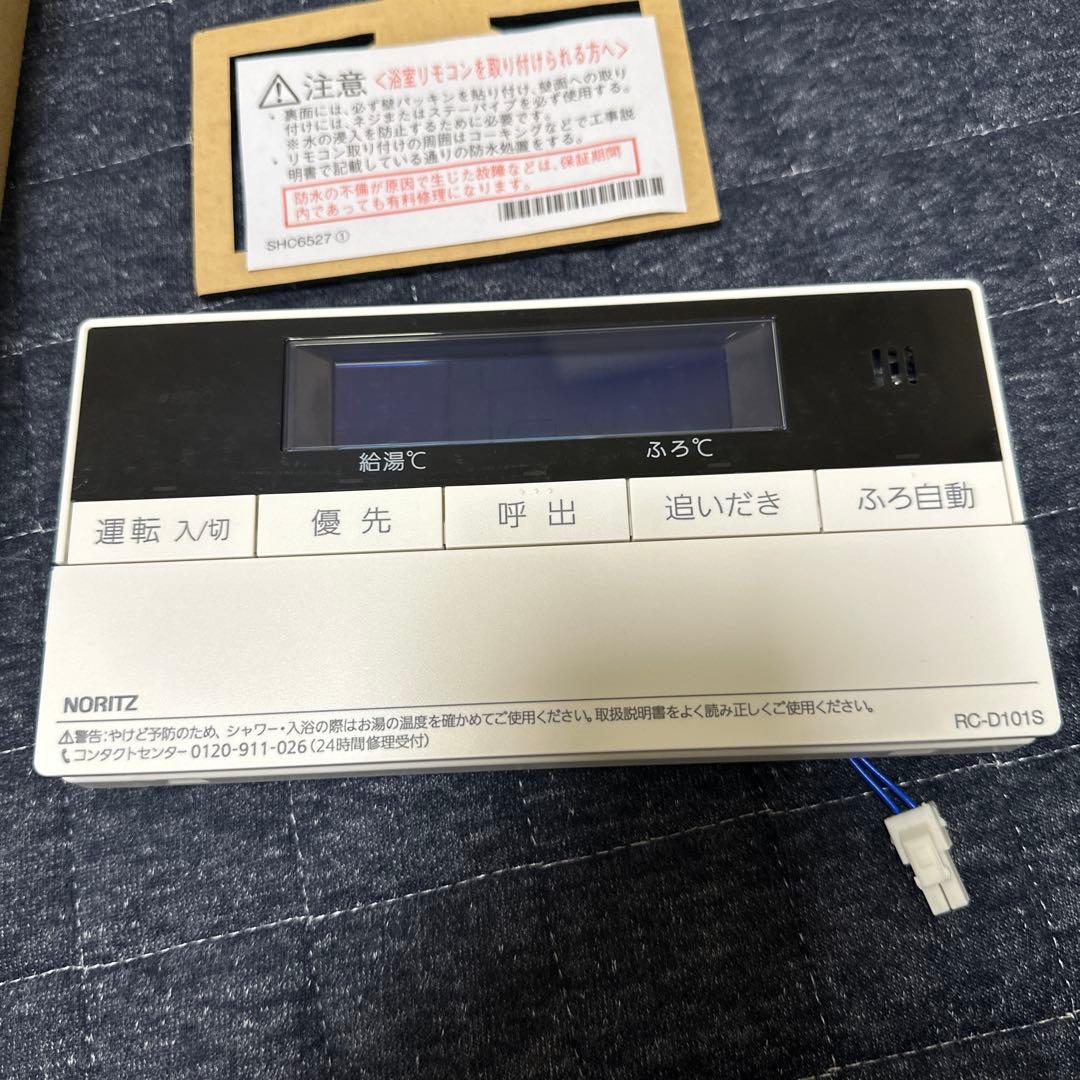 注意 <浴室リモコンを取り付けられる方へ>
・裏面には、必ず壁パッキンを貼り付け、壁面への取り
付けには、ネジまたはステーパイプを必ず使用する。
※水の浸入を防止するために必要です。
・リモコン取り付けの周囲はコーキングなどで工事説
明書で記載している通りの防水処置をする。
防水の不備が原因で生じた故障などは、保証期間
内であっても有料修理になります。
SHC6527 ①
給湯℃ ふろ℃
運転 入/切 優先 呼出 追いだき ふろ自動
NORITZ
⚠警告:やけど予防のため、シャワー・入浴の際はお湯の温度を確かめてご使用ください。取扱説明書をよく読み正しくご使用ください。
コンタクトセンター 0120-911-026(24時間修理受付)
RC-D101S